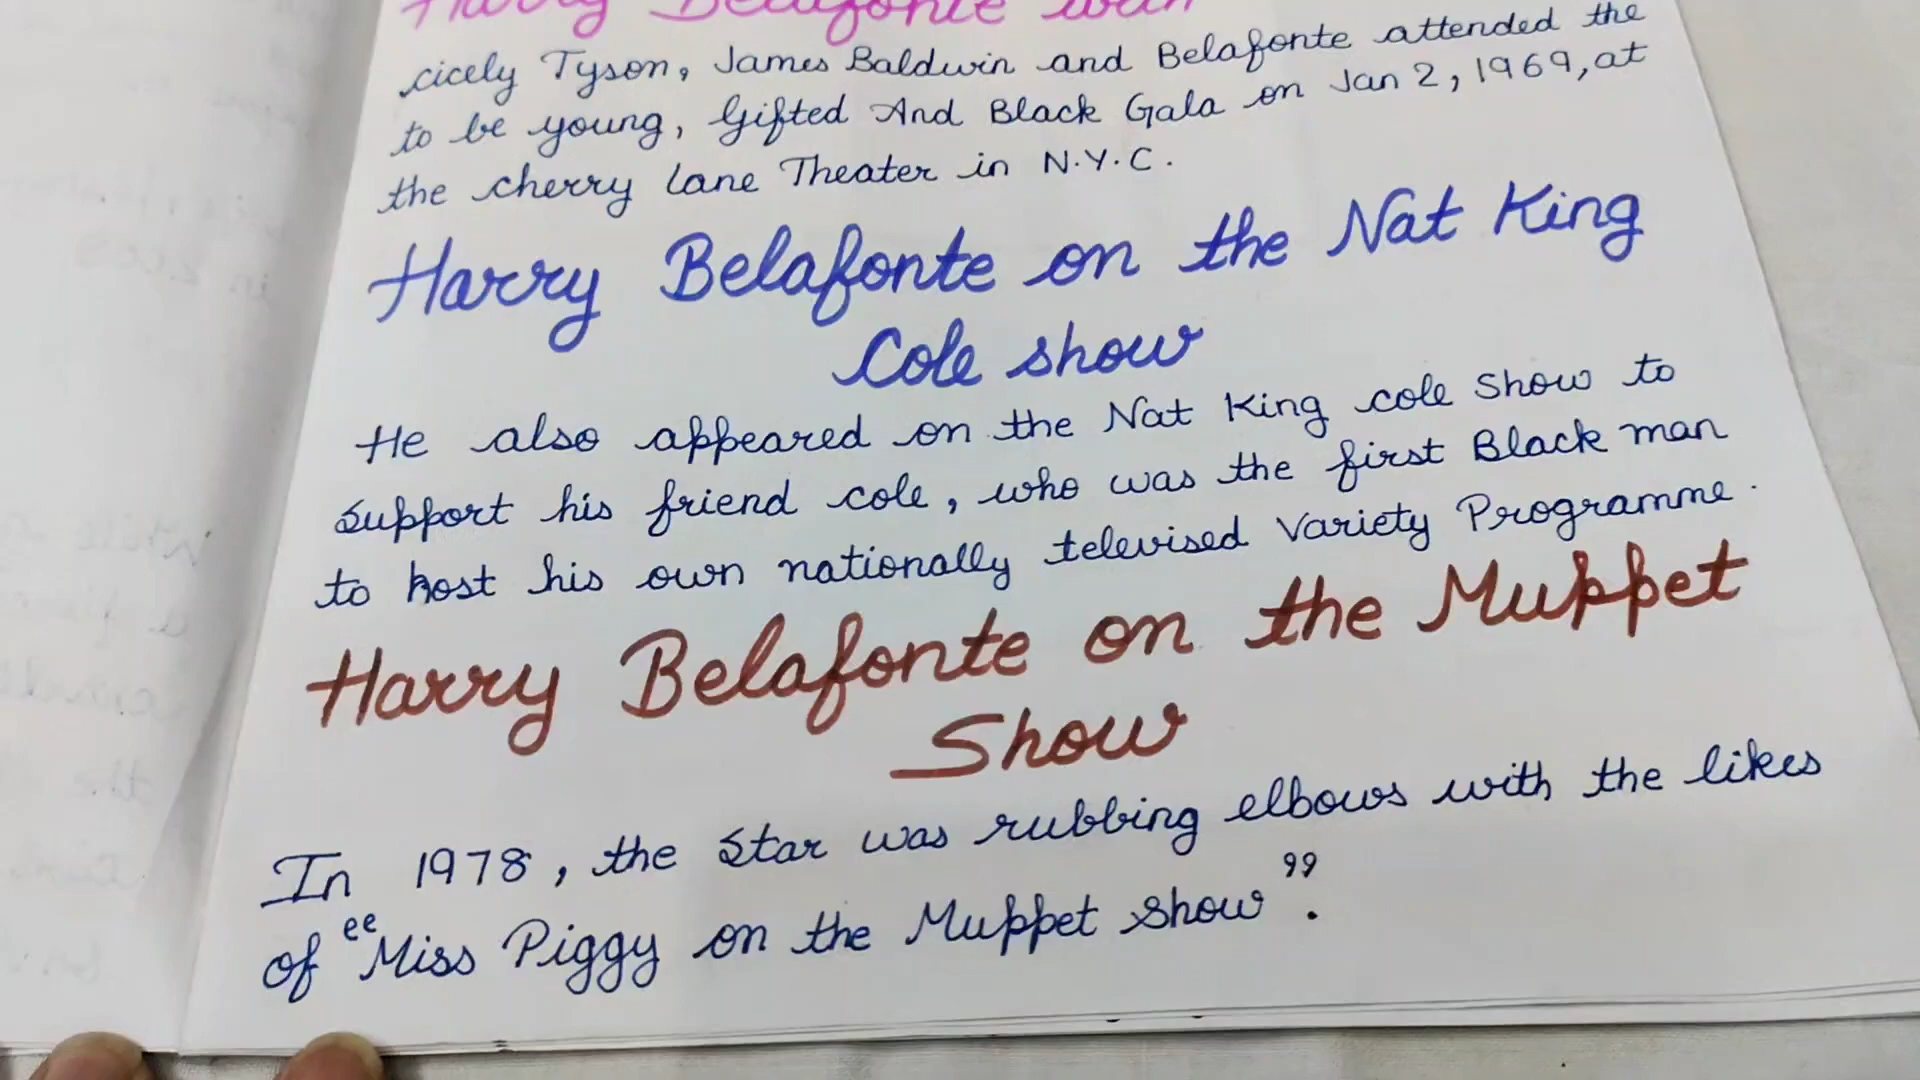 Harry Belafonte with
cicely Tyson, James Baldwin and Belafonte attended the
to be young, Gifted And Black Gala on Jan 2, 1969, at
the cherry lane Theater in N.Y.C.
Harry Belafonte on the Nat King
Cole show
He also appeared on the Nat King cole Show to
Support his friend cole, who was the first Black man
to host his own nationally televised Variety Programme.
Harry Belafonte on the Muppet
Show
In 1978, the Star was rubbing elbows with the likes
of "Miss Piggy on the Muppet show".